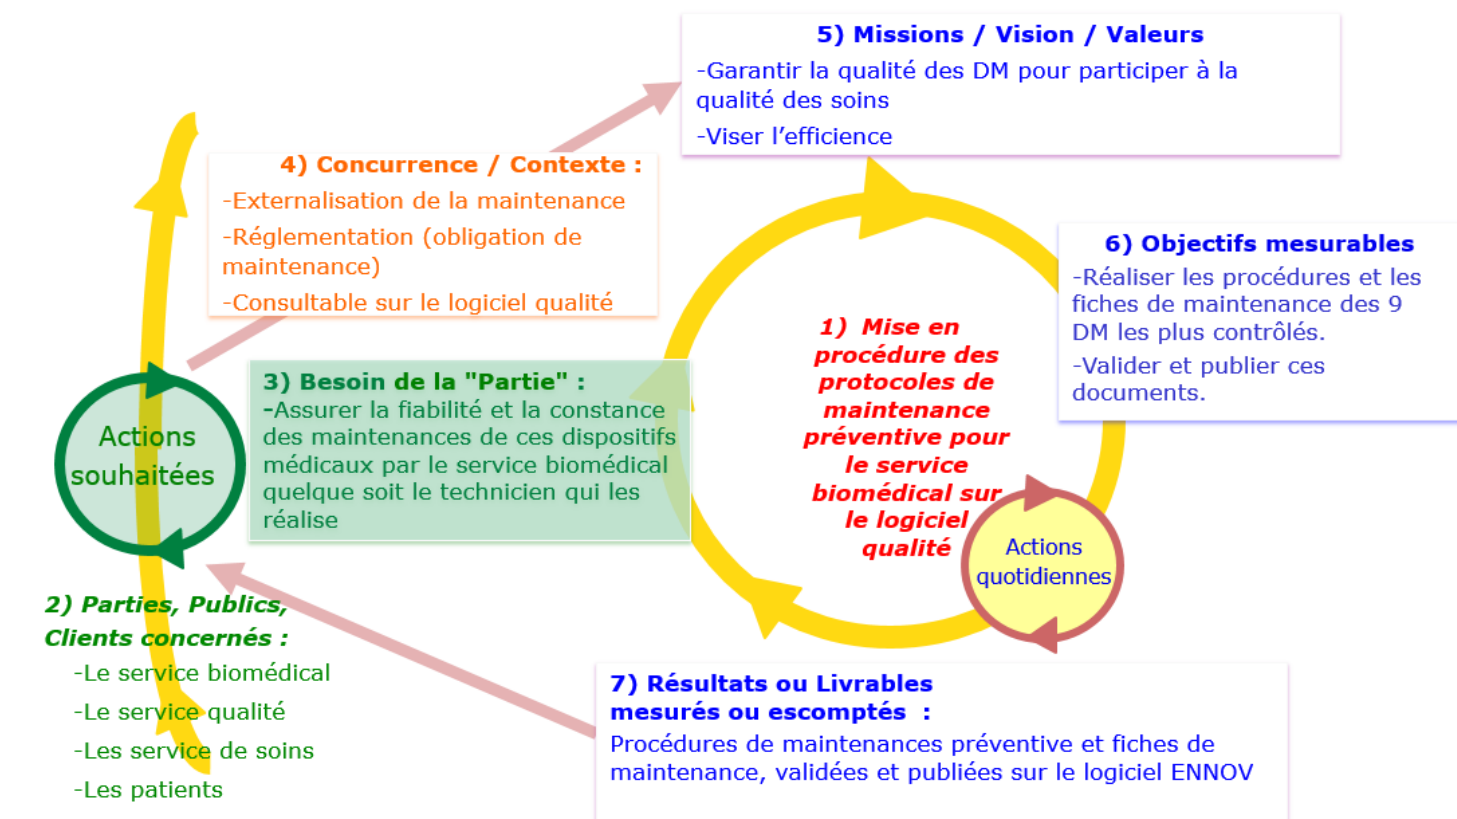 5) Missions / Vision / Valeurs
-Garantir la qualité des DM pour participer à la
qualité des soins
-Viser l’efficience
4) Concurrence / Contexte :
-Externalisation de la maintenance
-Réglementation (obligation de
maintenance)
-Consultable sur le logiciel qualité
6) Objectifs mesurables
-Réaliser les procédures et les
fiches de maintenance des 9
DM les plus contrôlés.
-Valider et publier ces
documents.
1) Mise en
procédure des
protocoles de
maintenance
préventive pour
le service
biomédical sur
le logiciel
qualité
3) Besoin de la "Partie" :
-Assurer la fiabilité et la constance
des maintenances de ces dispositifs
médicaux par le service biomédical
quelque soit le technicien qui les
réalise
Actions
souhaitées
Actions
quotidiennes
2) Parties, Publics,
Clients concernés :
-Le service biomédical
-Le service qualité
-Les service de soins
-Les patients
7) Résultats ou Livrables
mesurés ou escomptés :
Procédures de maintenances préventive et fiches de
maintenance, validées et publiées sur le logiciel ENNOV